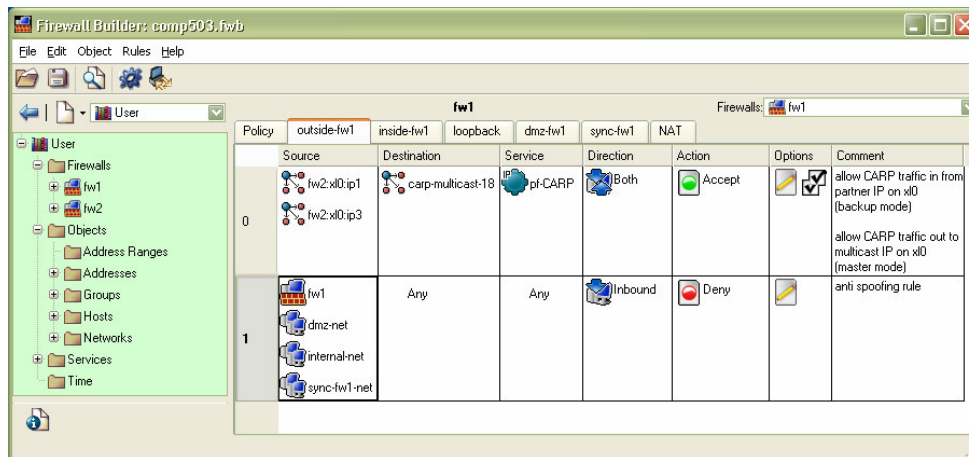 Firewall Builder: comp503.fwb
File Edit Object Rules Help
User
fw1
Firewalls: fw1
Policy outside-fw1 inside-fw1 loopback dmz-fw1 sync-fw1 NAT
User
Firewalls
fw1
fw2
Objects
Address Ranges
Addresses
Groups
Hosts
Networks
Services
Time
Source Destination Service Direction Action Options Comment
0
fw2:xl0:ip1
fw2:xl0:ip3
carp-multicast-18
IP
pf-CARP
Both
Accept
allow CARP traffic in from
partner IP on xl0
(backup mode)
allow CARP traffic out to
multicast IP on xl0
(master mode)
1
fw1
dmz-net
internal-net
sync-fw1-net
Any
Any
Inbound
Deny
anti spoofing rule